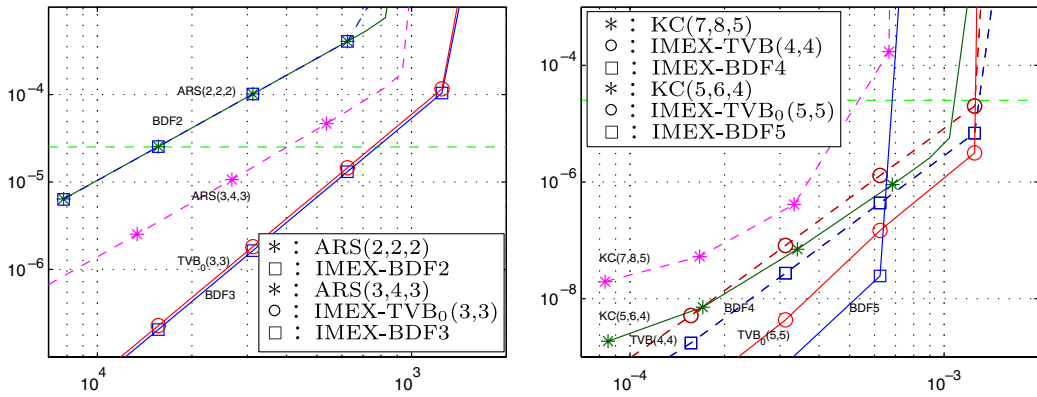 10⁻⁴
10⁻⁵
10⁻⁶
10⁴
10³
ARS(2,2,2)
BDF2
ARS(3,4,3)
TVB₀(3,3)
BDF3
* : ARS(2,2,2)
□ : IMEX-BDF2
* : ARS(3,4,3)
○ : IMEX-TVB₀(3,3)
□ : IMEX-BDF3
10⁻⁴
10⁻⁶
10⁻⁸
10⁻⁴
10⁻³
* : KC(7,8,5)
○ : IMEX-TVB(4,4)
□ : IMEX-BDF4
* : KC(5,6,4)
○ : IMEX-TVB₀(5,5)
□ : IMEX-BDF5
KC(7,8,5)
KC(5,6,4)
BDF4
TVB(4,4)
TVB₀(5,5)
BDF5